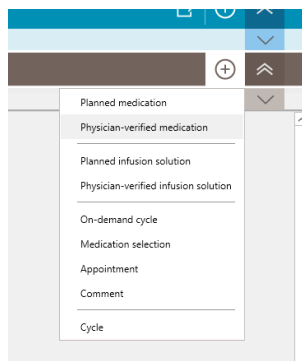 Planned medication
Physician-verified medication
Planned infusion solution
Physician-verified infusion solution
On-demand cycle
Medication selection
Appointment
Comment
Cycle